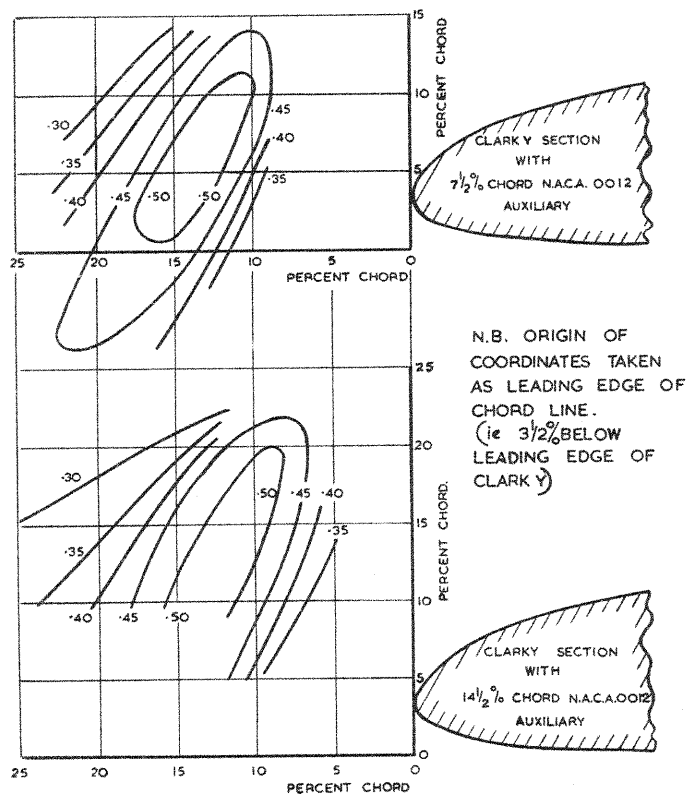 15
PERCENT CHORD
10
5
0
.30
.35
.40
.45
.50
.50
.45
.40
.35
25
20
15
10
5
0
PERCENT CHORD
CLARK Y SECTION
WITH
7½% CHORD N.A.C.A. 0012
AUXILIARY
N.B. ORIGIN OF
COORDINATES TAKEN
AS LEADING EDGE OF
CHORD LINE.
(ie 3½% BELOW
LEADING EDGE OF
CLARK Y)
25
20
15
10
5
0
PERCENT CHORD.
.30
.35
.40
.45
.50
.50
.45
.40
.35
25
20
15
10
5
0
PERCENT CHORD
CLARKY SECTION
WITH
14½% CHORD N.A.C.A.0012
AUXILIARY